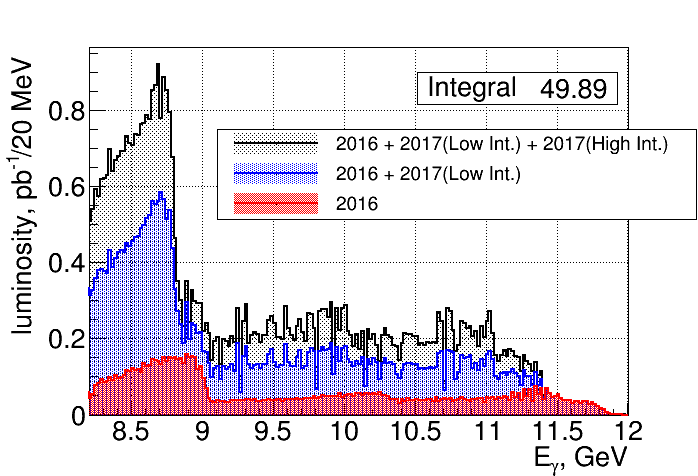 Integral 49.89
2016 + 2017(Low Int.) + 2017(High Int.)
2016 + 2017(Low Int.)
2016
luminosity, pb⁻¹/20 MeV
0.8
0.6
0.4
0.2
0
8.5 9 9.5 10 10.5 11 11.5 12
Eγ, GeV